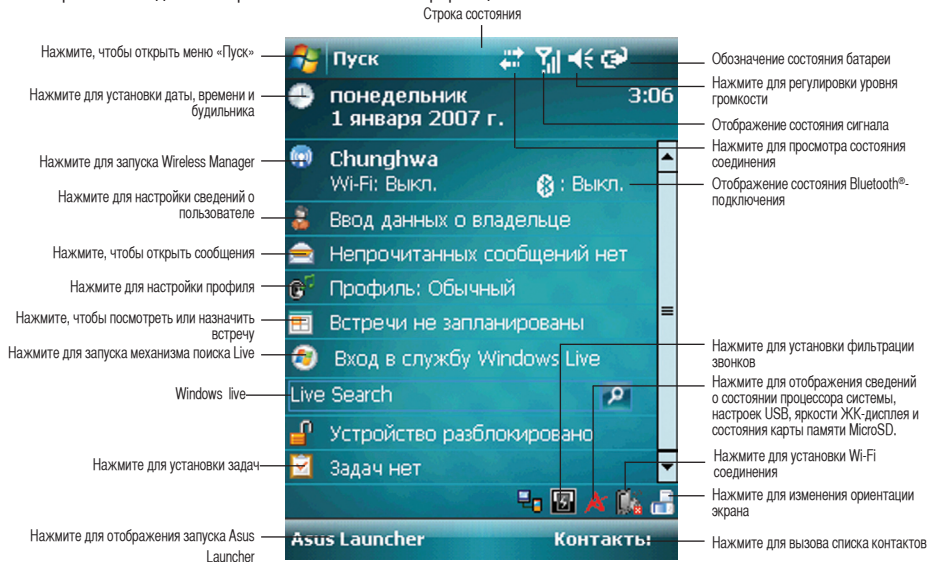 Строка состояния
Нажмите, чтобы открыть меню «Пуск»
Нажмите для установки даты, времени и
будильника
Нажмите для запуска Wireless Manager
Нажмите для настройки сведений о
пользователе
Нажмите, чтобы открыть сообщения
Нажмите для настройки профиля
Нажмите, чтобы посмотреть или назначить
встречу
Нажмите для запуска механизма поиска Live
Windows live
Нажмите для установки задач
Нажмите для отображения запуска Asus
Launcher
Пуск
понедельник
3:06
1 января 2007 г.
Chunghwa
Wi-Fi: Выкл.
: Выкл.
Ввод данных о владельце
Непрочитанных сообщений нет
Профиль: Обычный
Встречи не запланированы
Вход в службу Windows Live
Live Search
Устройство разблокировано
Задач нет
Asus Launcher
Контакты
Обозначение состояния батареи
Нажмите для регулировки уровня
громкости
Отображение состояния сигнала
Нажмите для просмотра состояния
соединения
Отображение состояния Bluetooth®-
подключения
Нажмите для установки фильтрации
звонков
Нажмите для отображения сведений
о состоянии процессора системы,
настроек USB, яркости ЖК-дисплея и
состояния карты памяти MicroSD.
Нажмите для установки Wi-Fi
соединения
Нажмите для изменения ориентации
экрана
Нажмите для вызова списка контактов